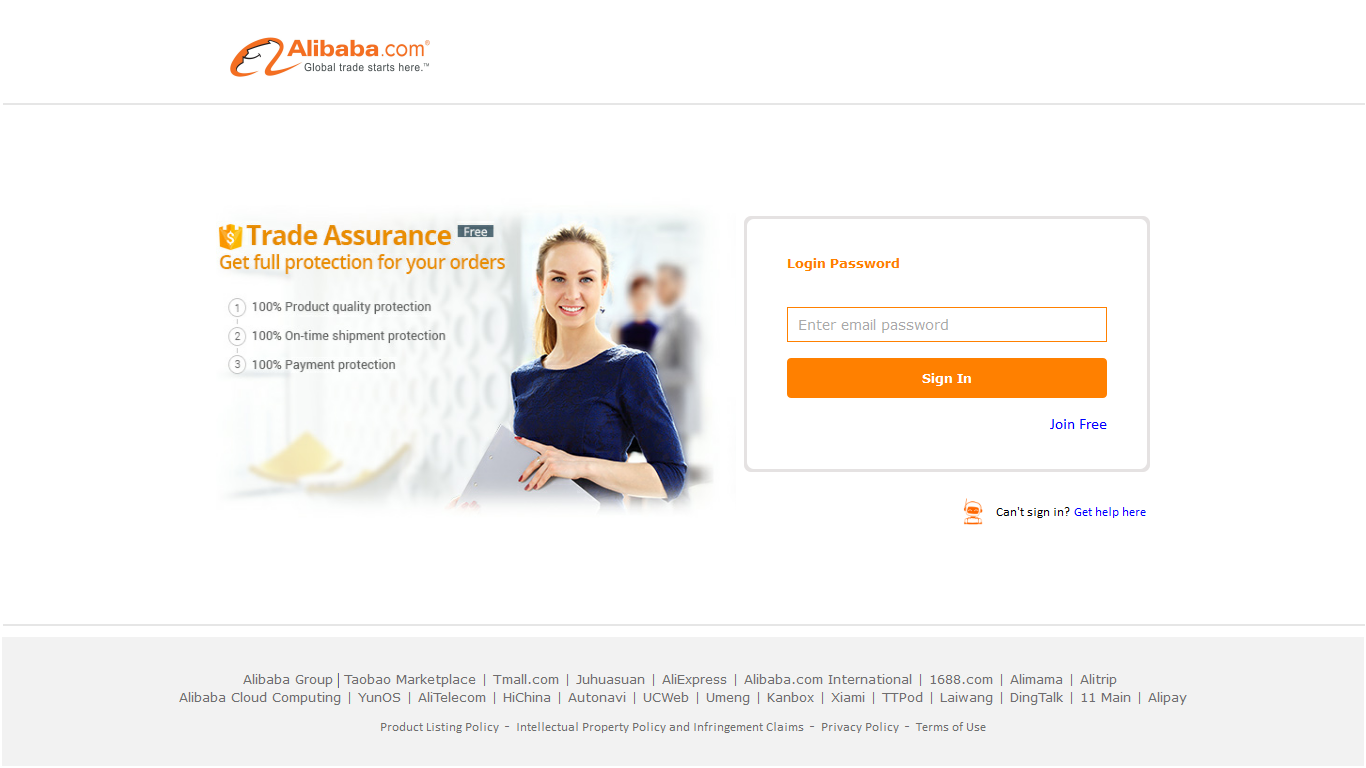 Alibaba.com®
Global trade starts here.™
$ Trade Assurance Free
Get full protection for your orders
1 100% Product quality protection
2 100% On-time shipment protection
3 100% Payment protection
Login Password
Enter email password
Sign In
Join Free
Can't sign in? Get help here
Alibaba Group | Taobao Marketplace | Tmall.com | Juhuasuan | AliExpress | Alibaba.com International | 1688.com | Alimama | Alitrip
Alibaba Cloud Computing | YunOS | AliTelecom | HiChina | Autonavi | UCWeb | Umeng | Kanbox | Xiami | TTPod | Laiwang | DingTalk | 11 Main | Alipay
Product Listing Policy - Intellectual Property Policy and Infringement Claims - Privacy Policy - Terms of Use